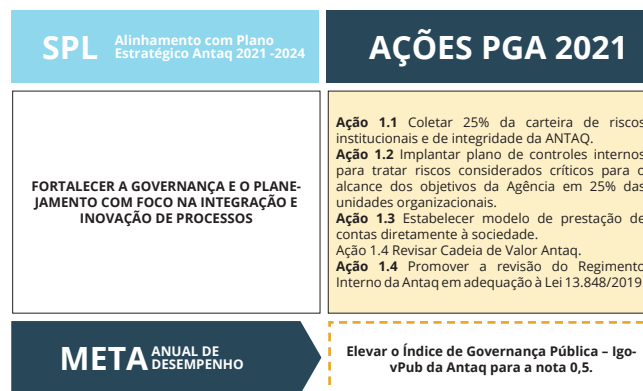 SPL Alinhamento com Plano
Estratégico Antaq 2021 -2024
AÇÕES PGA 2021
FORTALECER A GOVERNANÇA E O PLANE-
JAMENTO COM FOCO NA INTEGRAÇÃO E
INOVAÇÃO DE PROCESSOS
Ação 1.1 Coletar 25% da carteira de riscos
institucionais e de integridade da ANTAQ.
Ação 1.2 Implantar plano de controles internos
para tratar riscos considerados críticos para o
alcance dos objetivos da Agência em 25% das
unidades organizacionais.
Ação 1.3 Estabelecer modelo de prestação de
contas diretamente à sociedade.
Ação 1.4 Revisar Cadeia de Valor Antaq.
Ação 1.4 Promover a revisão do Regimento
Interno da Antaq em adequação à Lei 13.848/2019
META ANUAL DE
DESEMPENHO
Elevar o Índice de Governança Pública – Igo-
vPub da Antaq para a nota 0,5.